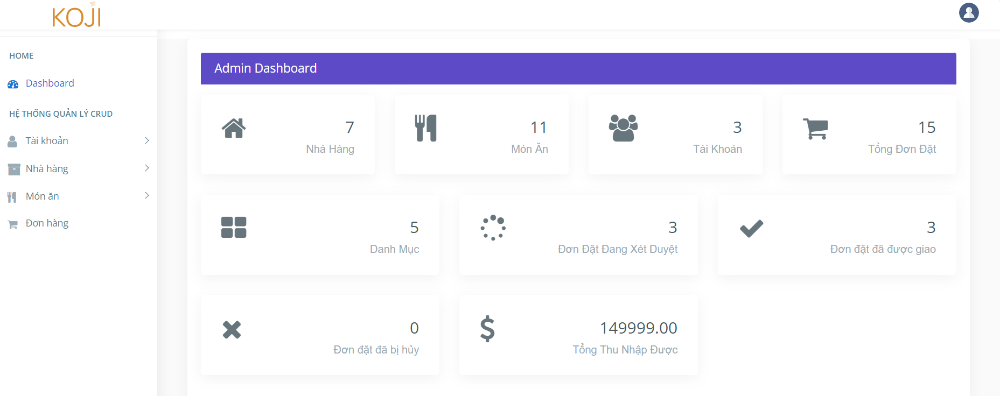 KOJI
HOME
Dashboard
HỆ THỐNG QUẢN LÝ CRUD
Tài khoản
Nhà hàng
Món ăn
Đơn hàng
Admin Dashboard
7
Nhà Hàng
11
Món Ăn
3
Tài Khoản
15
Tổng Đơn Đặt
5
Danh Mục
3
Đơn Đặt Đang Xét Duyệt
3
Đơn đặt đã được giao
0
Đơn đặt đã bị hủy
149999.00
Tổng Thu Nhập Được